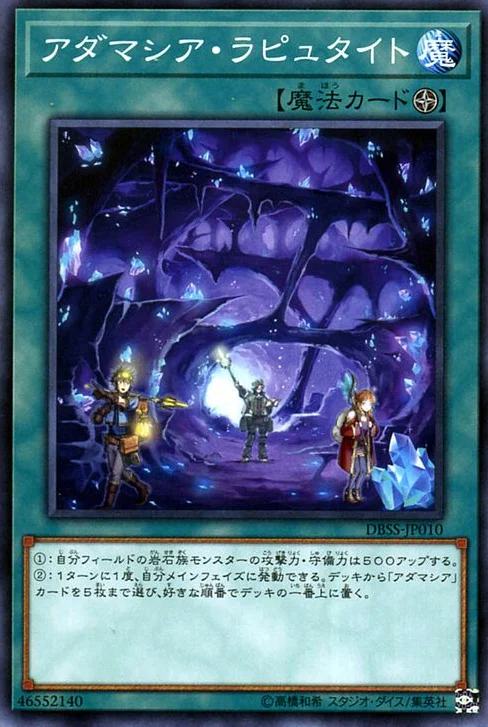 アダマシア・ラピュタイト 魔
【魔法カード】
DBSS-JP010
①:自分フィールドの岩石族モンスターの攻撃力・守備力は500アップする。
②:1ターンに1度、自分メインフェイズに発動できる。デッキから「アダマシア」
カードを5枚まで選び、好きな順番でデッキの一番上に置く。
46552140 ©高橋和希 スタジオ・ダイス/集英社